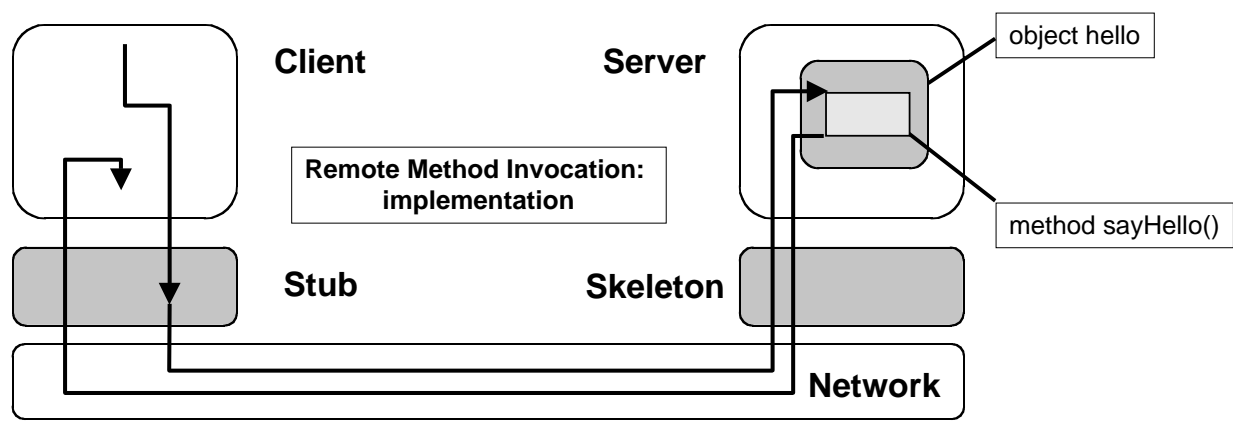 Client
Server
object hello
Remote Method Invocation:
implementation
method sayHello()
Stub
Skeleton
Network